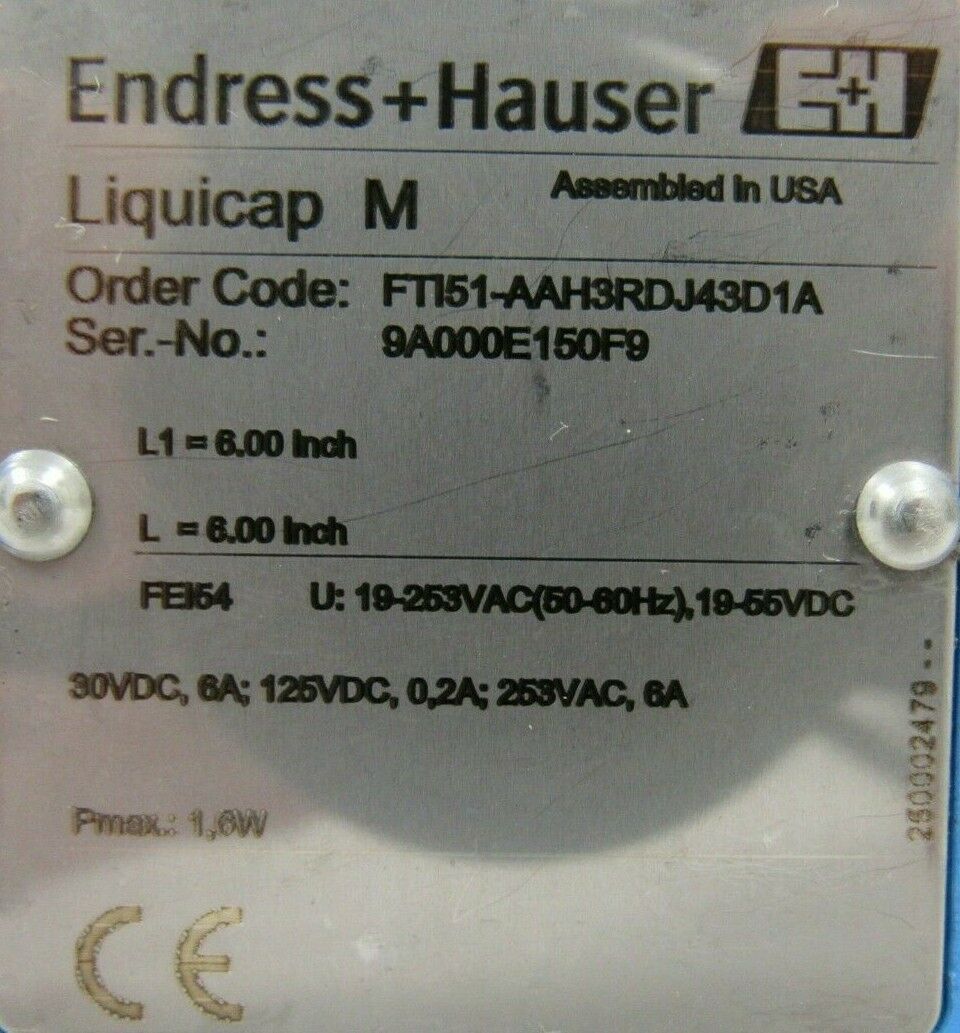 Endress+Hauser E+H
Liquicap M Assembled in USA
Order Code: FTI51-AAH3RDJ43D1A
Ser.-No.: 9A000E150F9
L1 = 6.00 Inch
L = 6.00 Inch
FEI54 U: 19-253VAC(50-60Hz),19-55VDC
30VDC, 6A; 125VDC, 0,2A; 253VAC, 6A
Pmax.: 1,6W
250002479--
CE